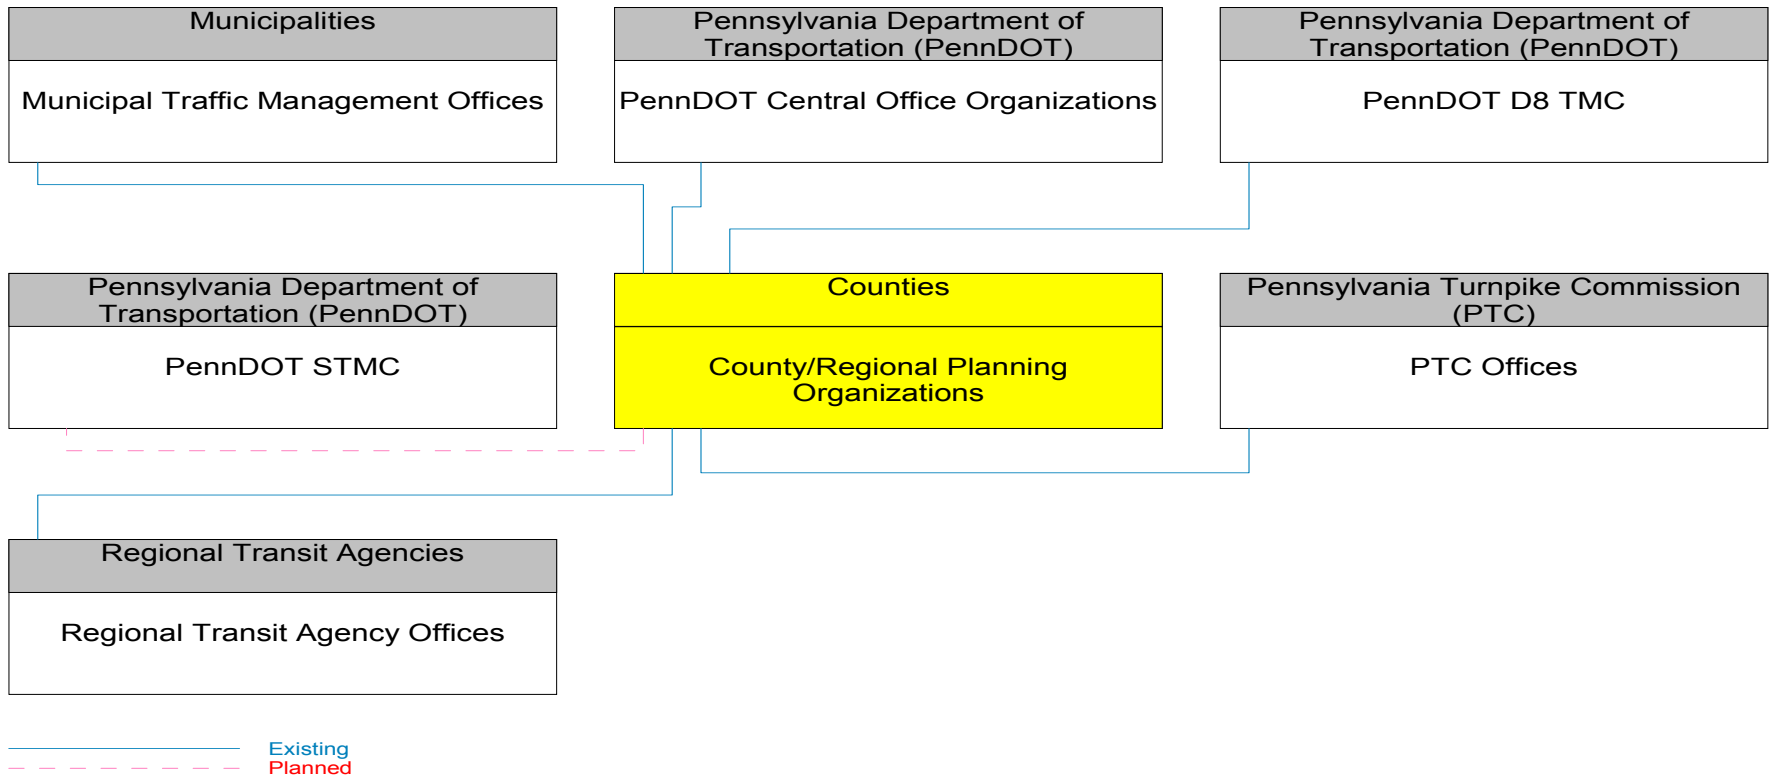 Municipalities
Municipal Traffic Management Offices
Pennsylvania Department of
Transportation (PennDOT)
PennDOT Central Office Organizations
Pennsylvania Department of
Transportation (PennDOT)
PennDOT D8 TMC
Pennsylvania Department of
Transportation (PennDOT)
PennDOT STMC
Counties
County/Regional Planning
Organizations
Pennsylvania Turnpike Commission
(PTC)
PTC Offices
Regional Transit Agencies
Regional Transit Agency Offices
Existing
Planned